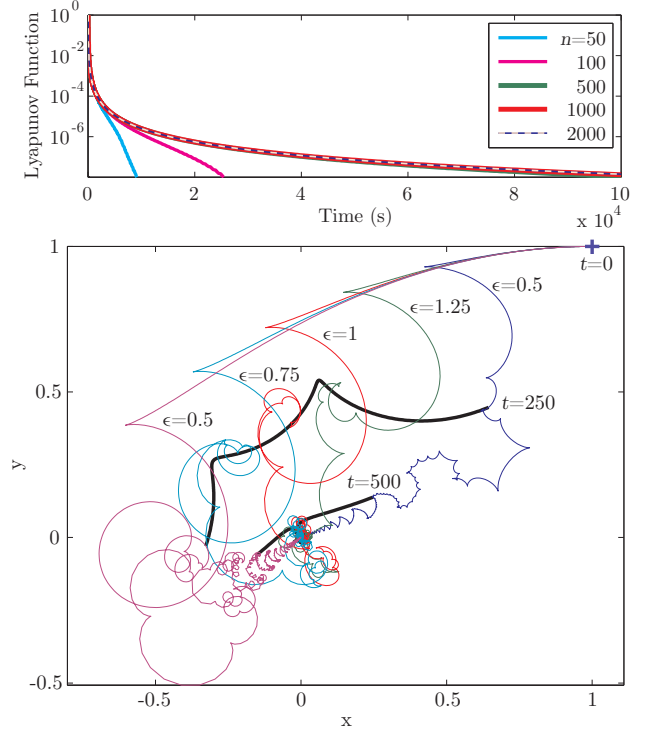 10^0
10^-2
10^-4
10^-6
Lyapunov Function
n=50
100
500
1000
2000
0 2 4 6 8 10
Time (s)
x 10^4
1
0.5
0
-0.5
y
t=0
ϵ=0.5
ϵ=1.25
ϵ=1
ϵ=0.75
ϵ=0.5
t=250
t=500
-0.5 0 0.5 1
x